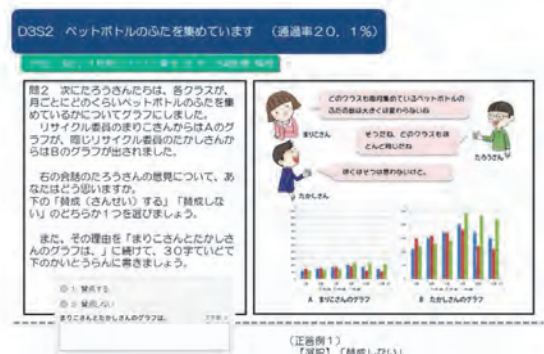 D3S2 ペットボトルのふたを集めています （通過率20．1％）
問2 次にたろうさんたちは、各クラスが、
月ごとにどのくらいペットボトルのふたを集
めているかについてグラフにしました。
リサイクル委員のまりこさんからはAのグ
ラフが、同じリサイクル委員のたかしさんか
らはBのグラフが出されました。
右の会話のたろうさんの意見について、あ
なたはどう思いますか。
下の「賛成（さんせい）する」「賛成しな
い」のどちらか1つを選びましょう。
また、その理由を「まりこさんとたかしさ
んのグラフは、」に続けて、30字ていどで
下のかいとうらんに書きましょう。
1: 賛成する
2: 賛成しない
まりこさんとたかしさんのグラフは、
どのクラスも毎月集めているペットボトルの
ふたの数は大きくは変わらないね
まりこさん
そうだね、どのクラスもほ
とんど同じだね
たろうさん
ぼくはそうは思わないけど。
たかしさん
A まりこさんのグラフ
B たかしさんのグラフ
（正答例1）
【選択】「賛成しない」